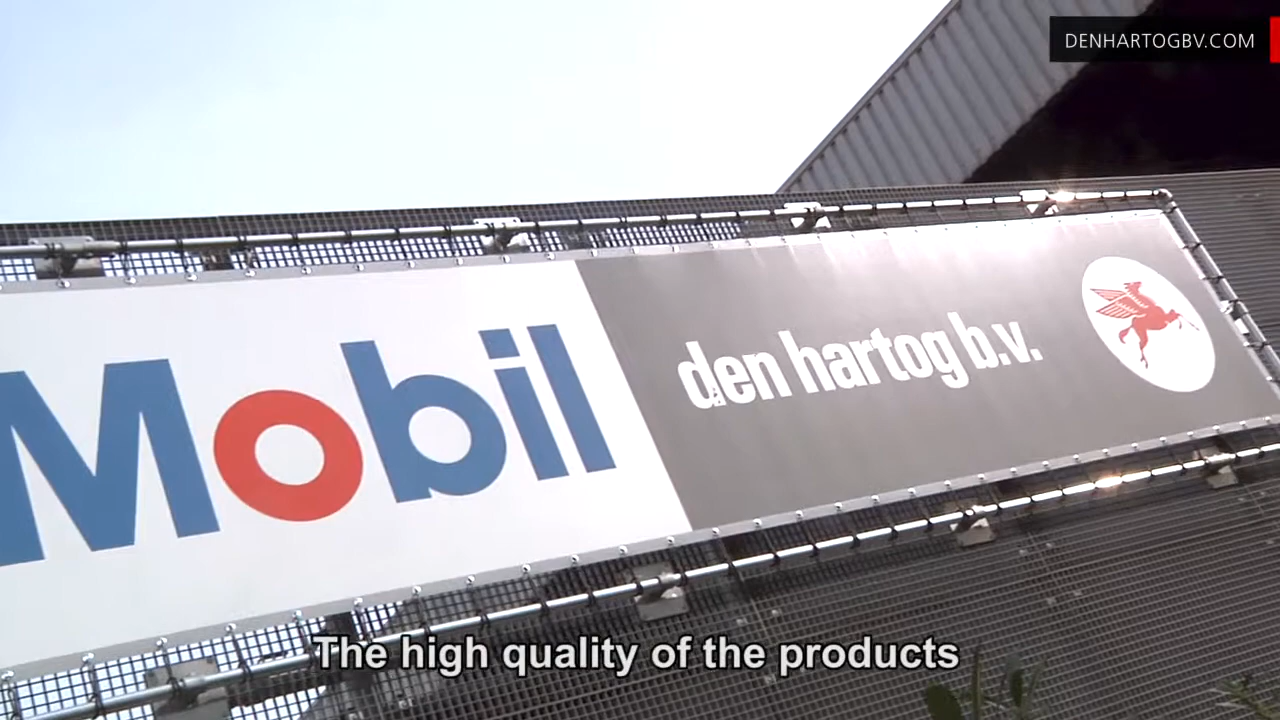 DENHARTOGBV.COM
Mobil
den hartog b.v.
The high quality of the products